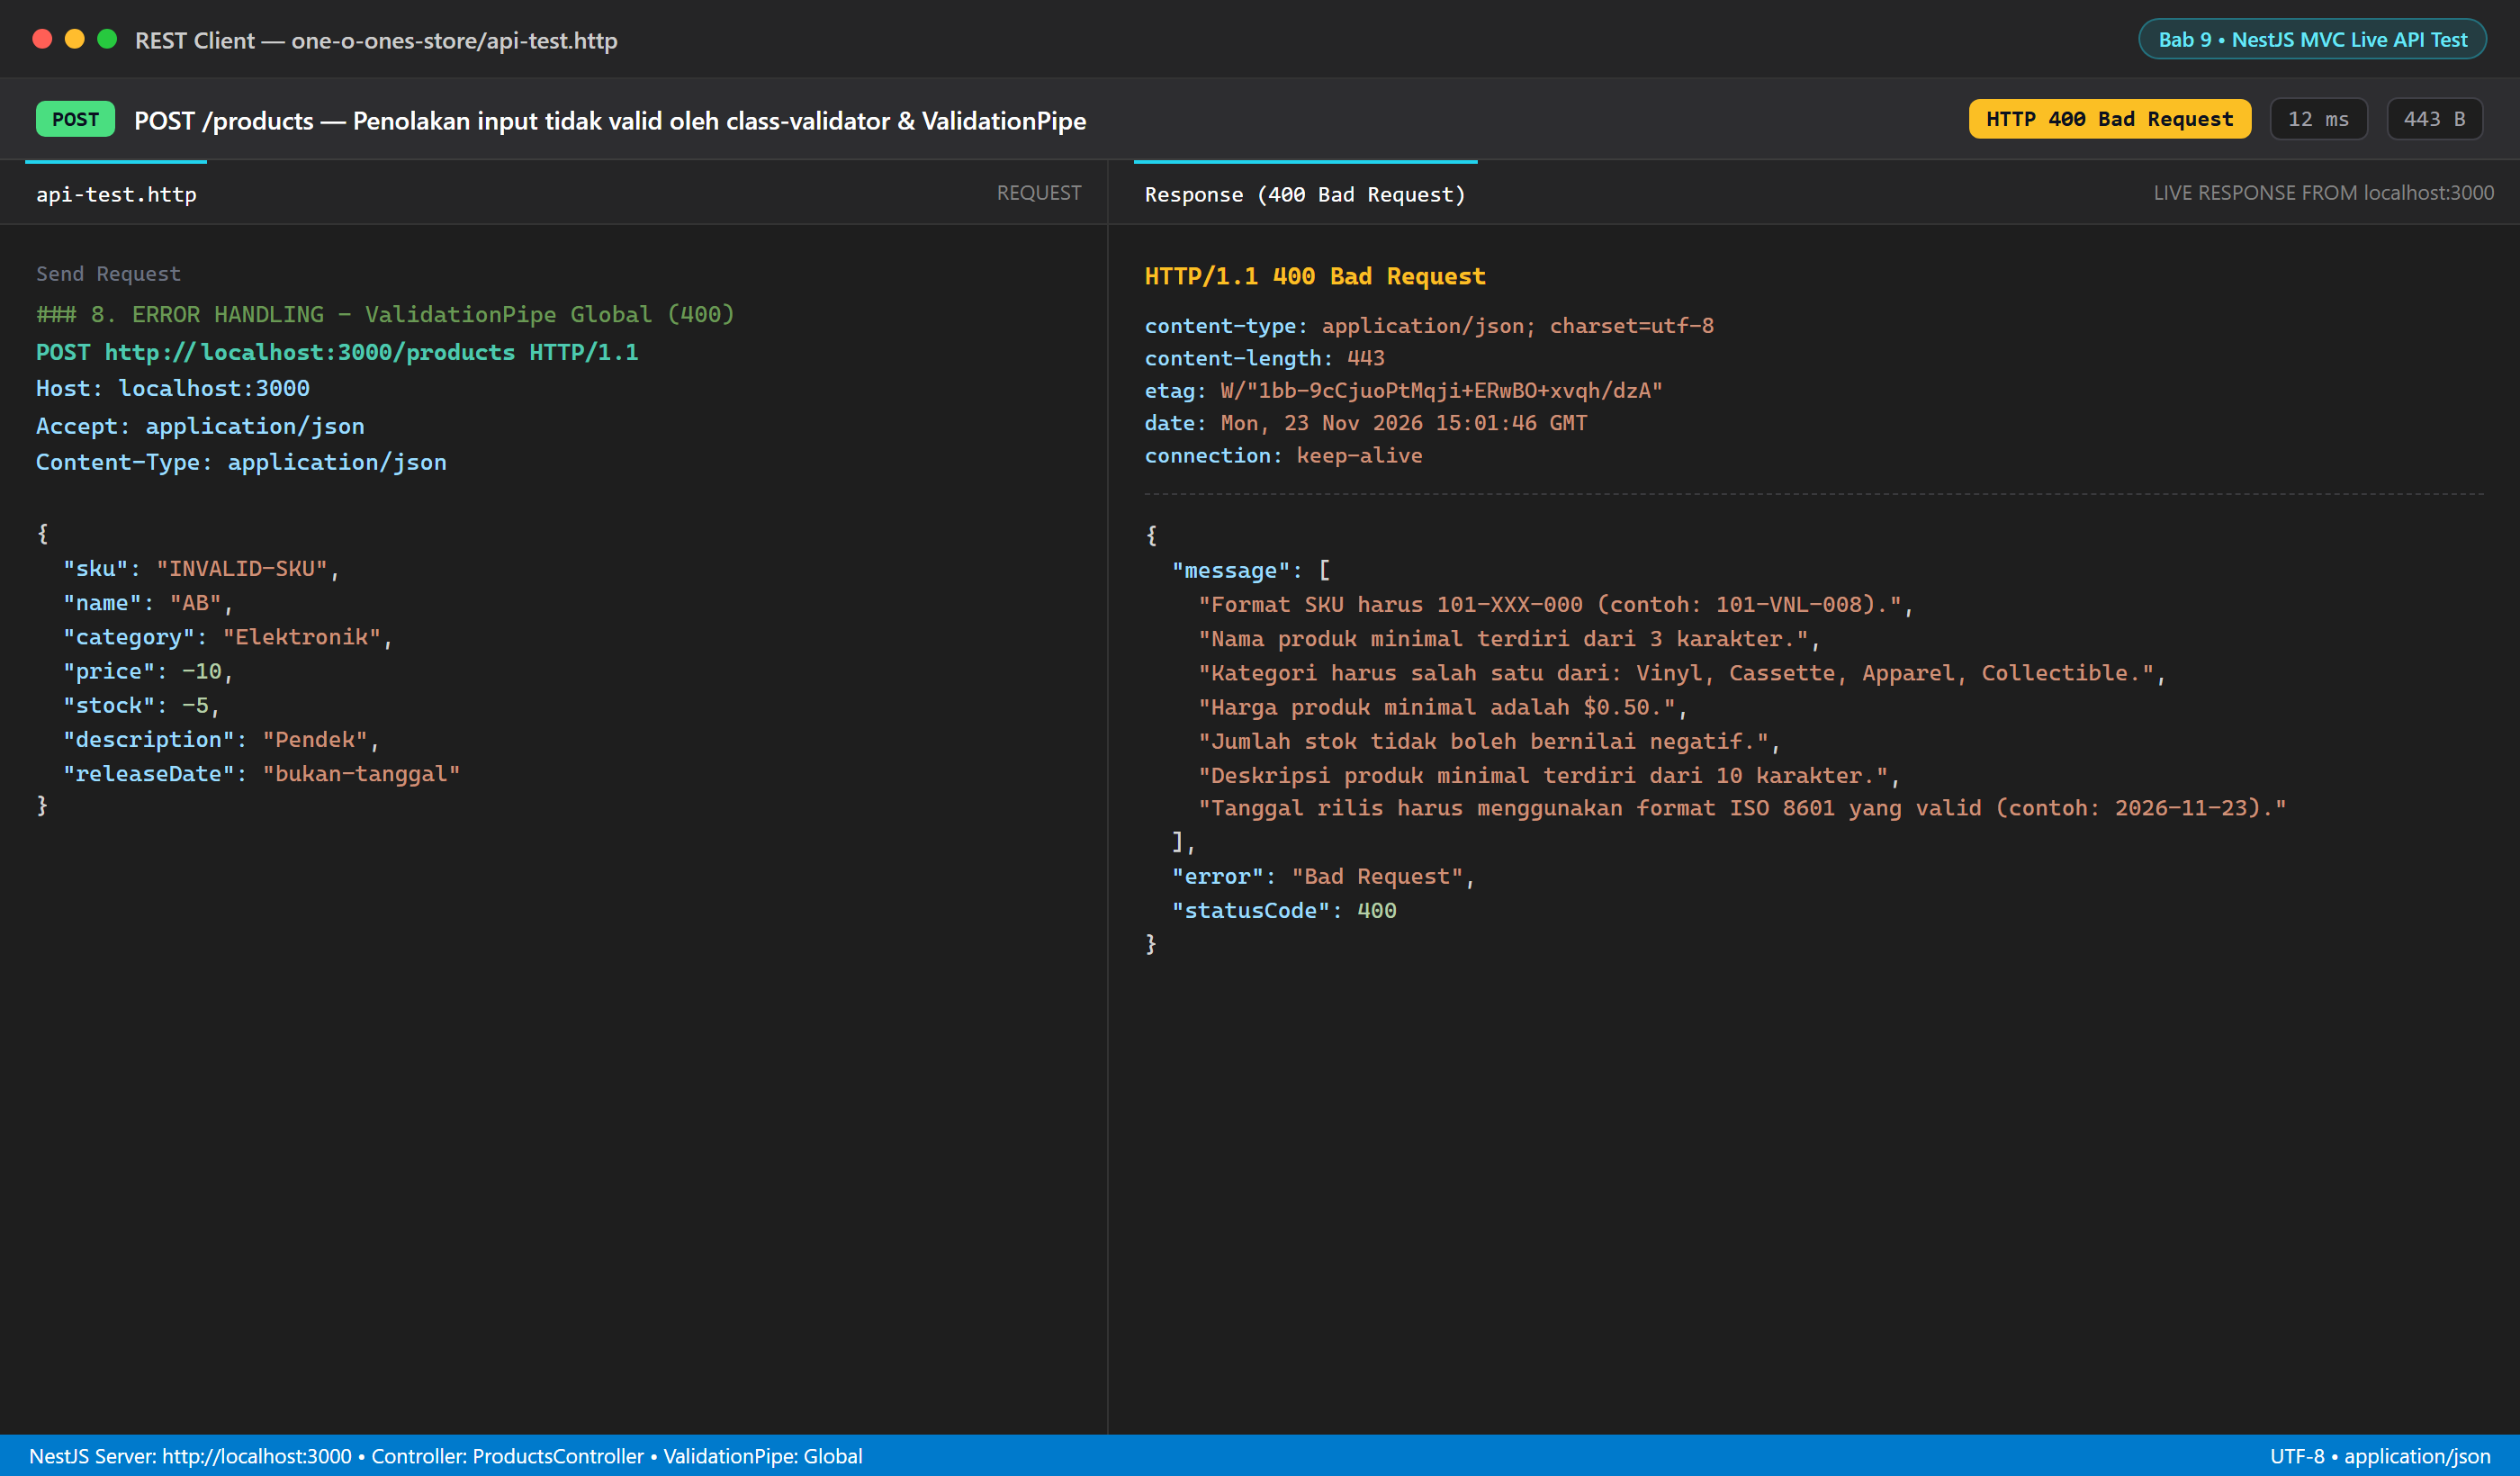 REST Client — one-o-ones-store/api-test.http
Bab 9 • NestJS MVC Live API Test
POST
POST /products — Penolakan input tidak valid oleh class-validator & ValidationPipe
HTTP 400 Bad Request
12 ms
443 B
api-test.http
REQUEST
Send Request
### 8. ERROR HANDLING - ValidationPipe Global (400)
POST http://localhost:3000/products HTTP/1.1
Host: localhost:3000
Accept: application/json
Content-Type: application/json
{
  "sku": "INVALID-SKU",
  "name": "AB",
  "category": "Elektronik",
  "price": -10,
  "stock": -5,
  "description": "Pendek",
  "releaseDate": "bukan-tanggal"
}
Response (400 Bad Request)
LIVE RESPONSE FROM localhost:3000
HTTP/1.1 400 Bad Request
content-type: application/json; charset=utf-8
content-length: 443
etag: W/"1bb-9cCjuoPtMqji+ERwBO+xvqh/dzA"
date: Mon, 23 Nov 2026 15:01:46 GMT
connection: keep-alive
{
  "message": [
    "Format SKU harus 101-XXX-000 (contoh: 101-VNL-008).",
    "Nama produk minimal terdiri dari 3 karakter.",
    "Kategori harus salah satu dari: Vinyl, Cassette, Apparel, Collectible.",
    "Harga produk minimal adalah $0.50.",
    "Jumlah stok tidak boleh bernilai negatif.",
    "Deskripsi produk minimal terdiri dari 10 karakter.",
    "Tanggal rilis harus menggunakan format ISO 8601 yang valid (contoh: 2026-11-23)."
  ],
  "error": "Bad Request",
  "statusCode": 400
}
NestJS Server: http://localhost:3000 • Controller: ProductsController • ValidationPipe: Global
UTF-8 • application/json